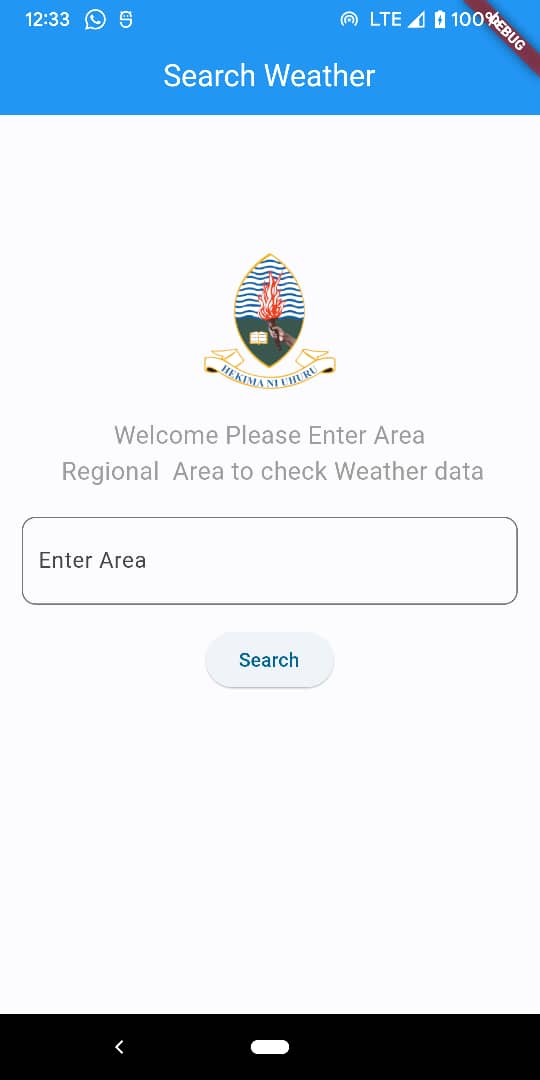 12:33 LTE 100%
DEBUG
Search Weather
HEKIMA NI UHURU
Welcome Please Enter Area
Regional  Area to check Weather data
Enter Area
Search